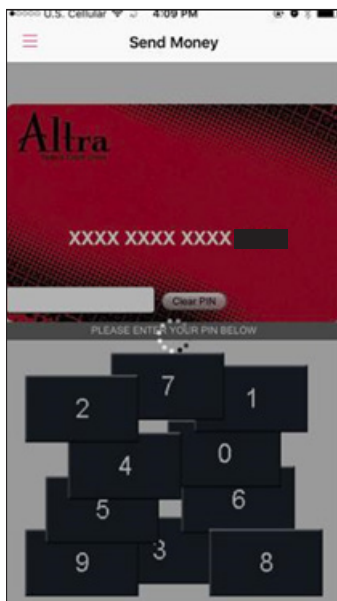 U.S. Cellular 4:09 PM
Send Money
Altra
XXXX XXXX XXXX
Clear PIN
PLEASE ENTER YOUR PIN BELOW
7
2 1
4 0
5 6
9 3 8